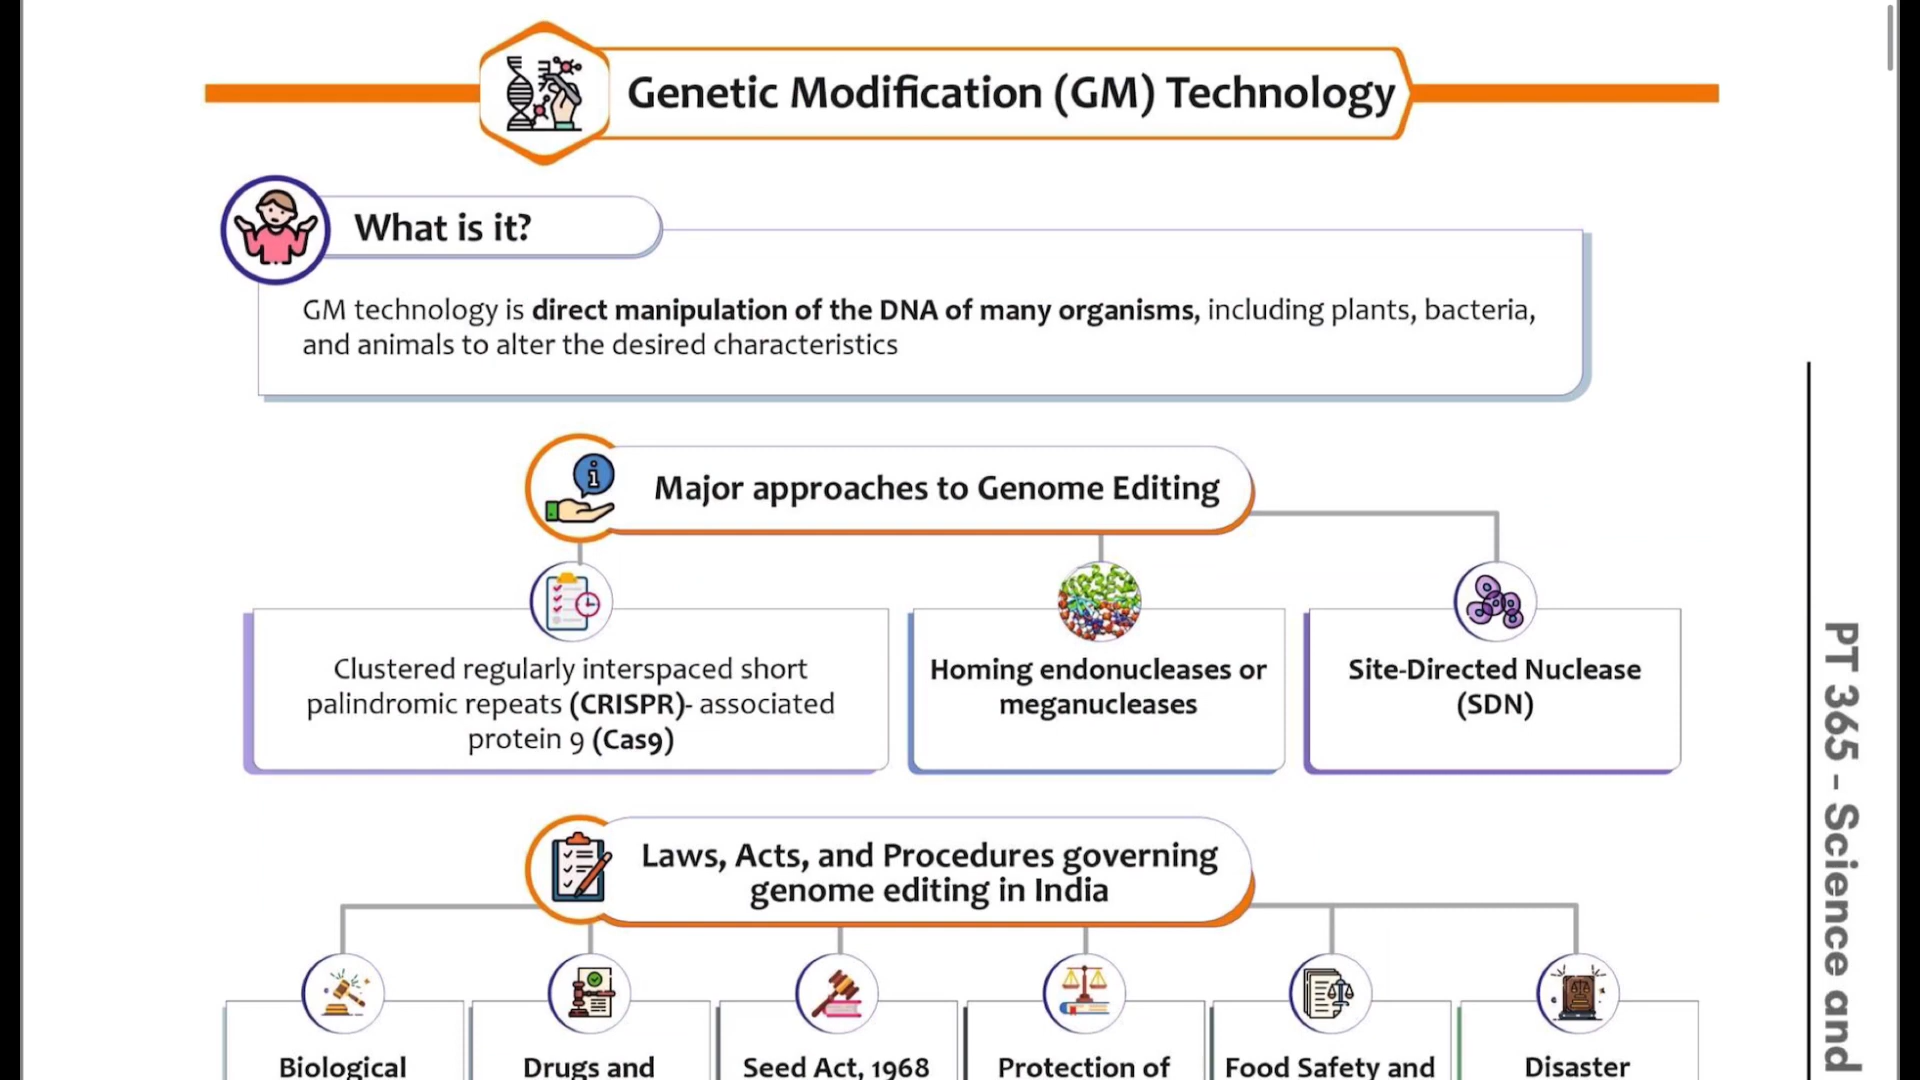 Genetic Modification (GM) Technology
What is it?
GM technology is direct manipulation of the DNA of many organisms, including plants, bacteria,
and animals to alter the desired characteristics
Major approaches to Genome Editing
Clustered regularly interspaced short
palindromic repeats (CRISPR)- associated
protein 9 (Cas9)
Homing endonucleases or
meganucleases
Site-Directed Nuclease
(SDN)
Laws, Acts, and Procedures governing
genome editing in India
Biological
Drugs and
Seed Act, 1968
Protection of
Food Safety and
Disaster
PT 365 - Science and